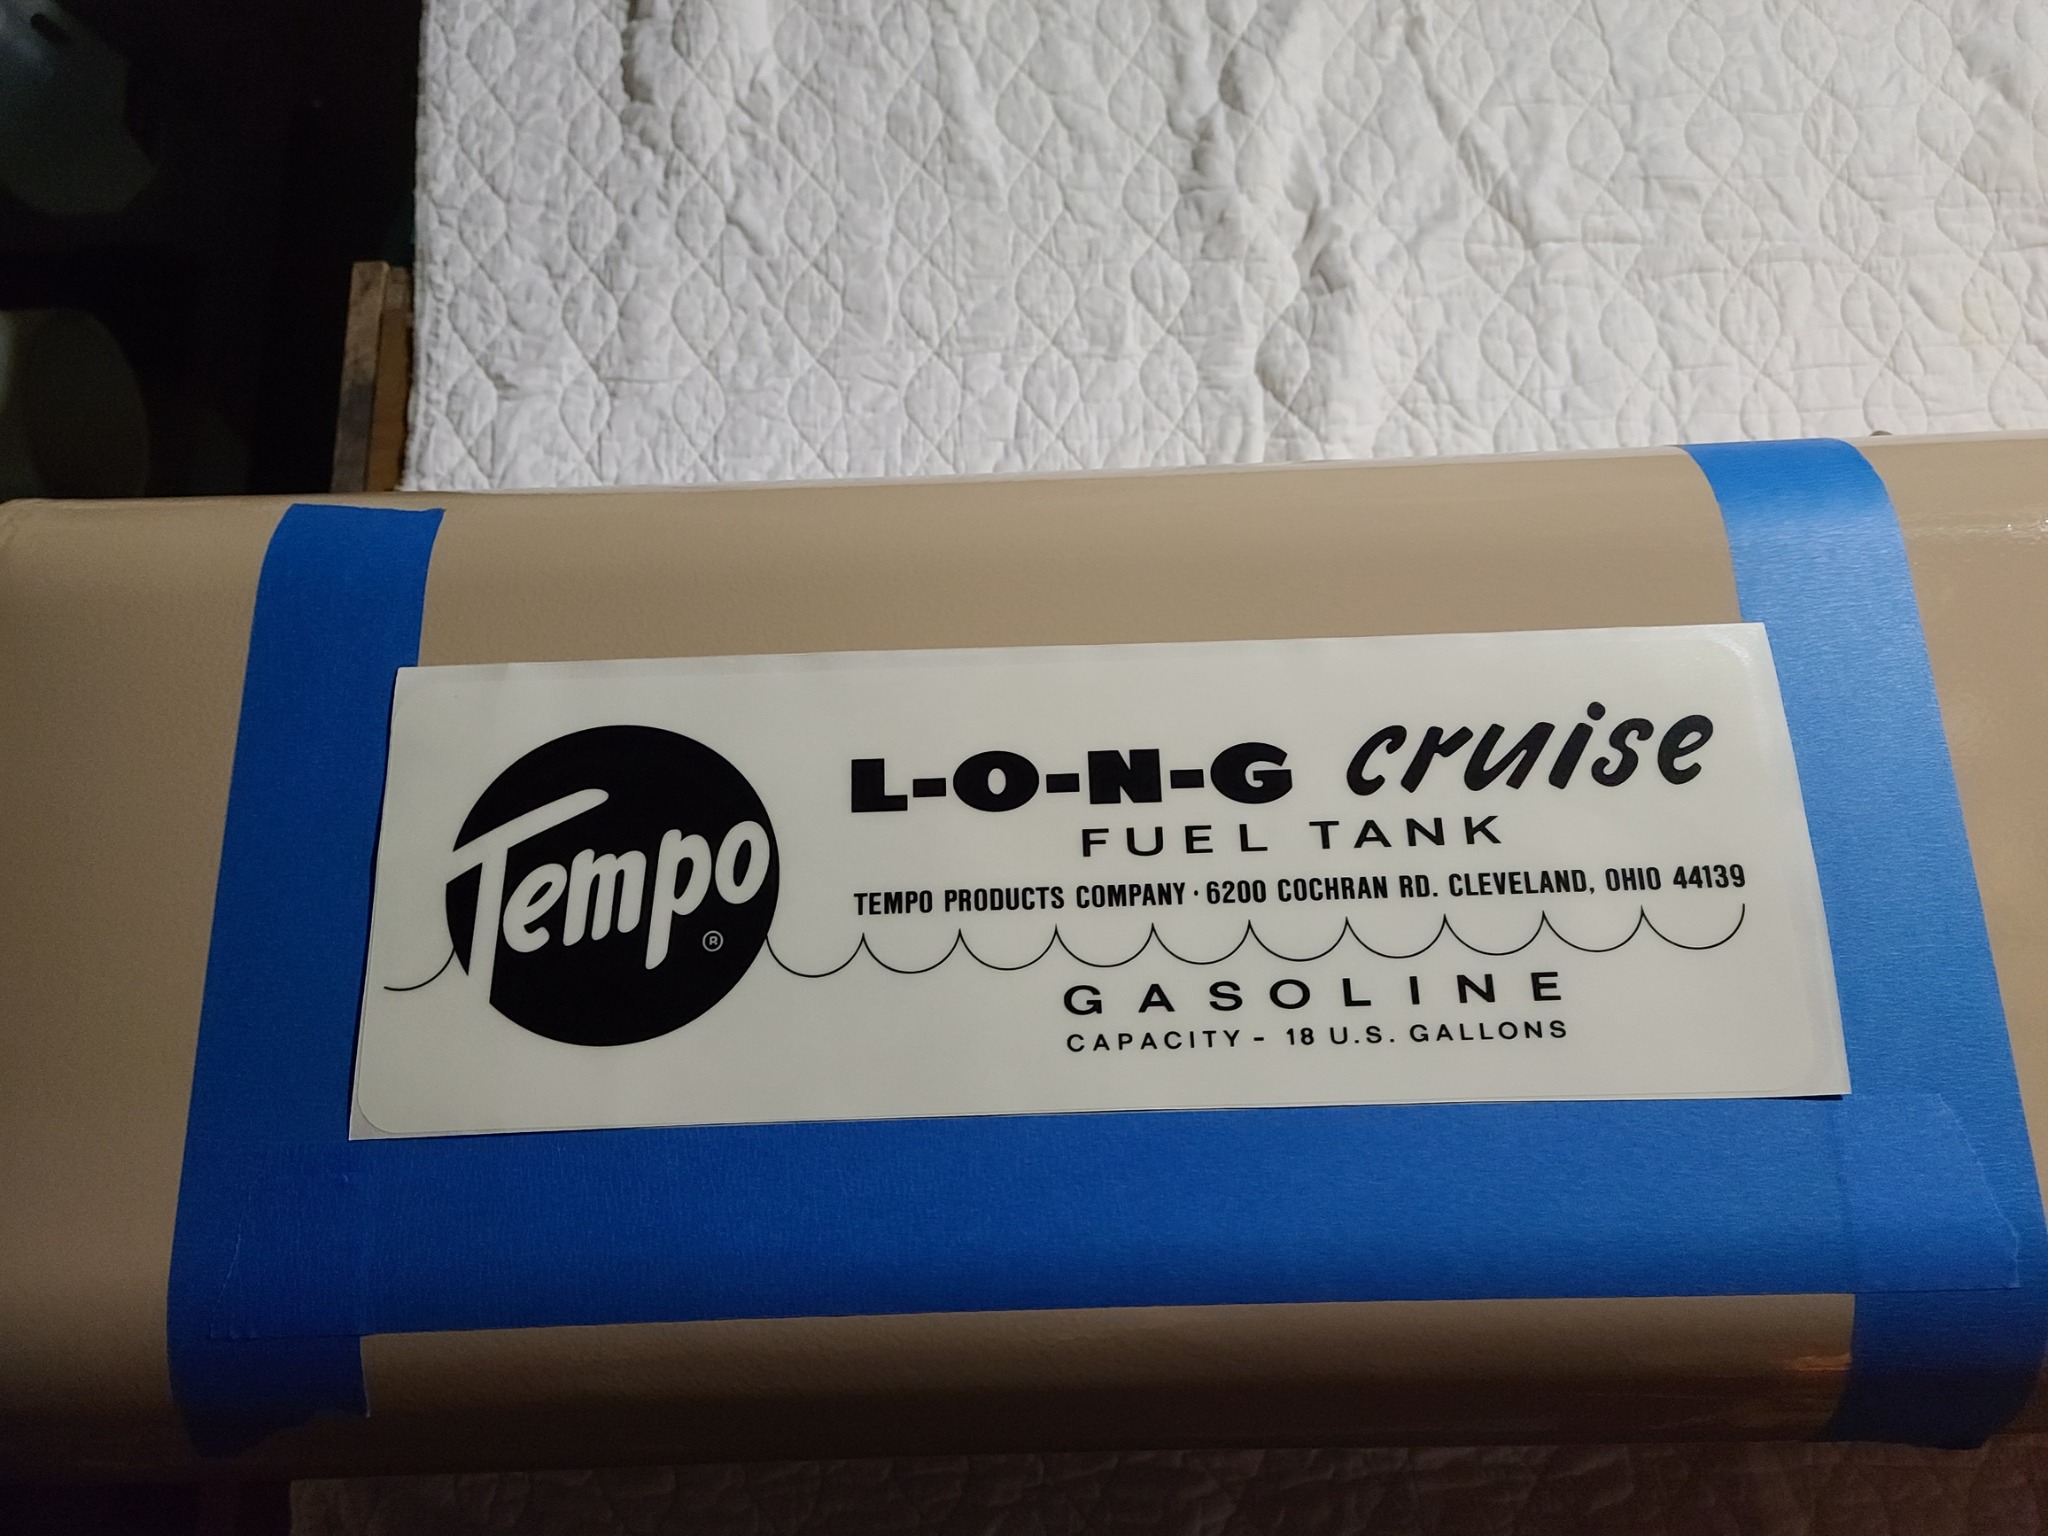 Tempo
®
L-O-N-G cruise
FUEL TANK
TEMPO PRODUCTS COMPANY · 6200 COCHRAN RD. CLEVELAND, OHIO 44139
GASOLINE
CAPACITY - 18 U.S. GALLONS